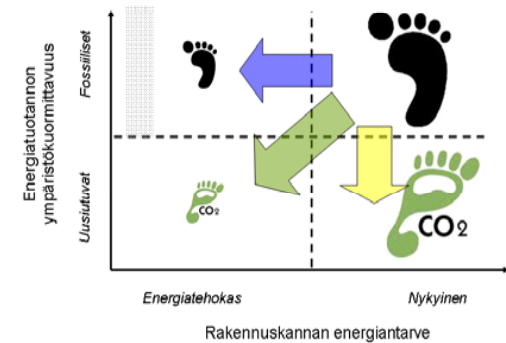 Energiatuotannon
ympäristökuormittavuus
Fossiiliset
Uusiutuvat
CO2
CO2
Energiatehokas
Nykyinen
Rakennuskannan energiantarve